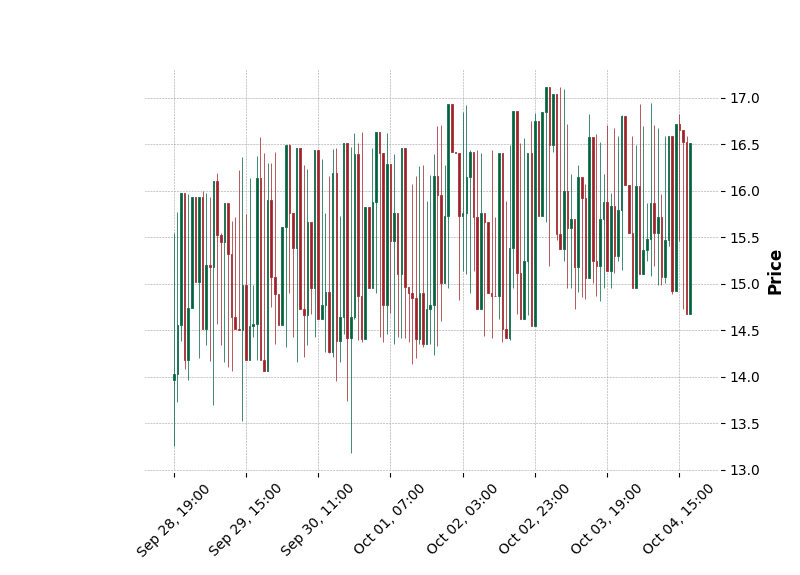 17.0
16.5
16.0
15.5
15.0
14.5
14.0
13.5
13.0
Price
Sep 28, 19:00
Sep 29, 15:00
Sep 30, 11:00
Oct 01, 07:00
Oct 02, 03:00
Oct 02, 23:00
Oct 03, 19:00
Oct 04, 15:00